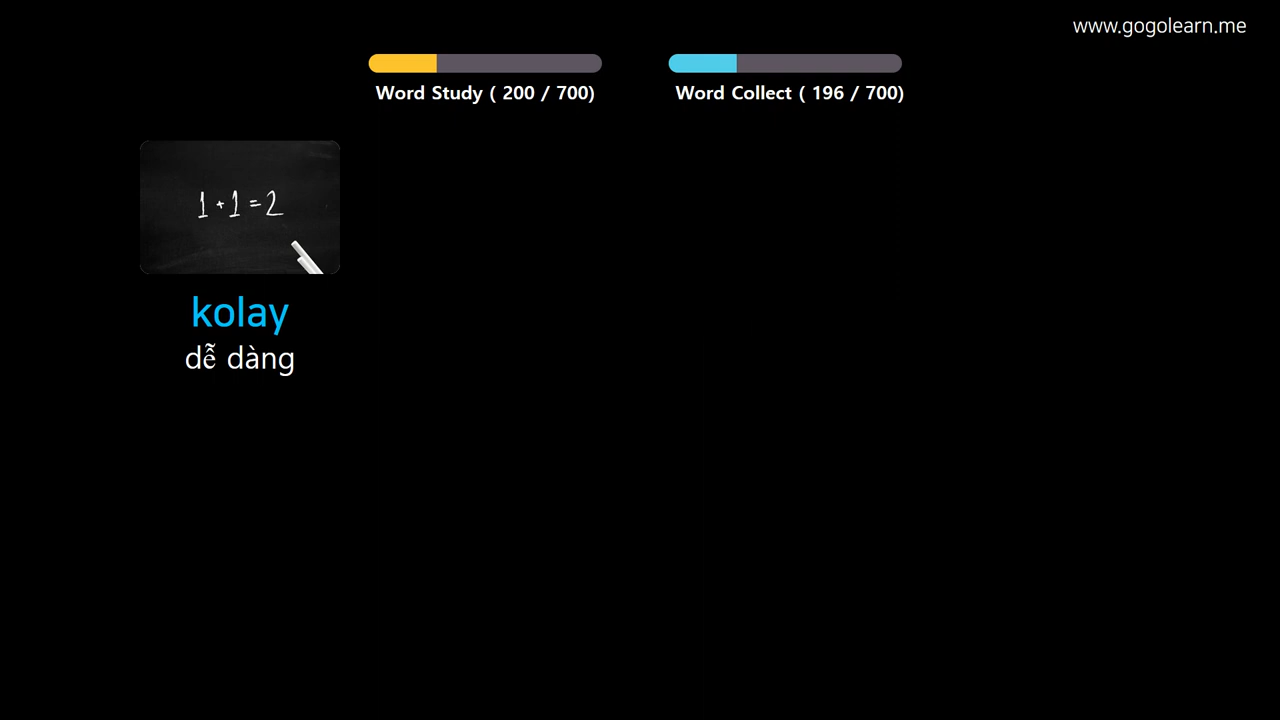 www.gogolearn.me
Word Study ( 200 / 700)
Word Collect ( 196 / 700)
1 + 1 = 2
kolay
dễ dàng